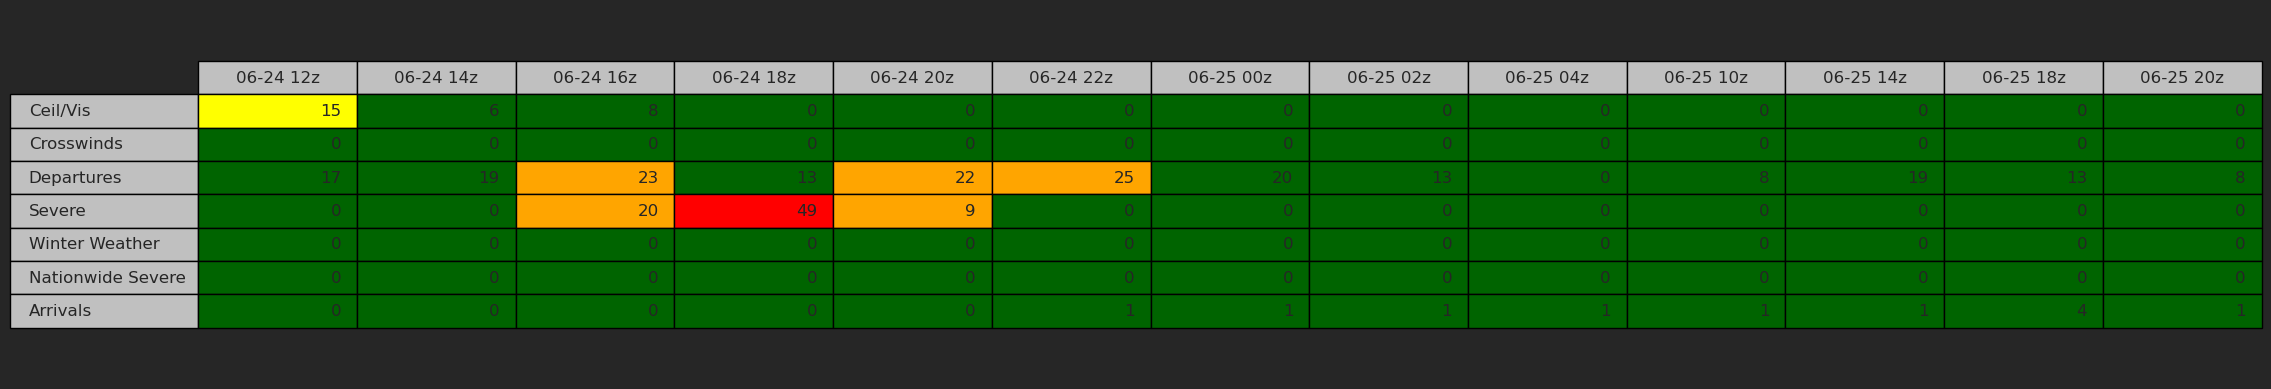 06-24 12z 06-24 14z 06-24 16z 06-24 18z 06-24 20z 06-24 22z 06-25 00z 06-25 02z 06-25 04z 06-25 10z 06-25 14z 06-25 18z 06-25 20z
Ceil/Vis 15 6 8 0 0 0 0 0 0 0 0 0 0
Crosswinds 0 0 0 0 0 0 0 0 0 0 0 0 0
Departures 17 19 23 13 22 25 20 13 0 8 19 13 8
Severe 0 0 20 49 9 0 0 0 0 0 0 0 0
Winter Weather 0 0 0 0 0 0 0 0 0 0 0 0 0
Nationwide Severe 0 0 0 0 0 0 0 0 0 0 0 0 0
Arrivals 0 0 0 0 0 1 1 1 1 1 1 4 1